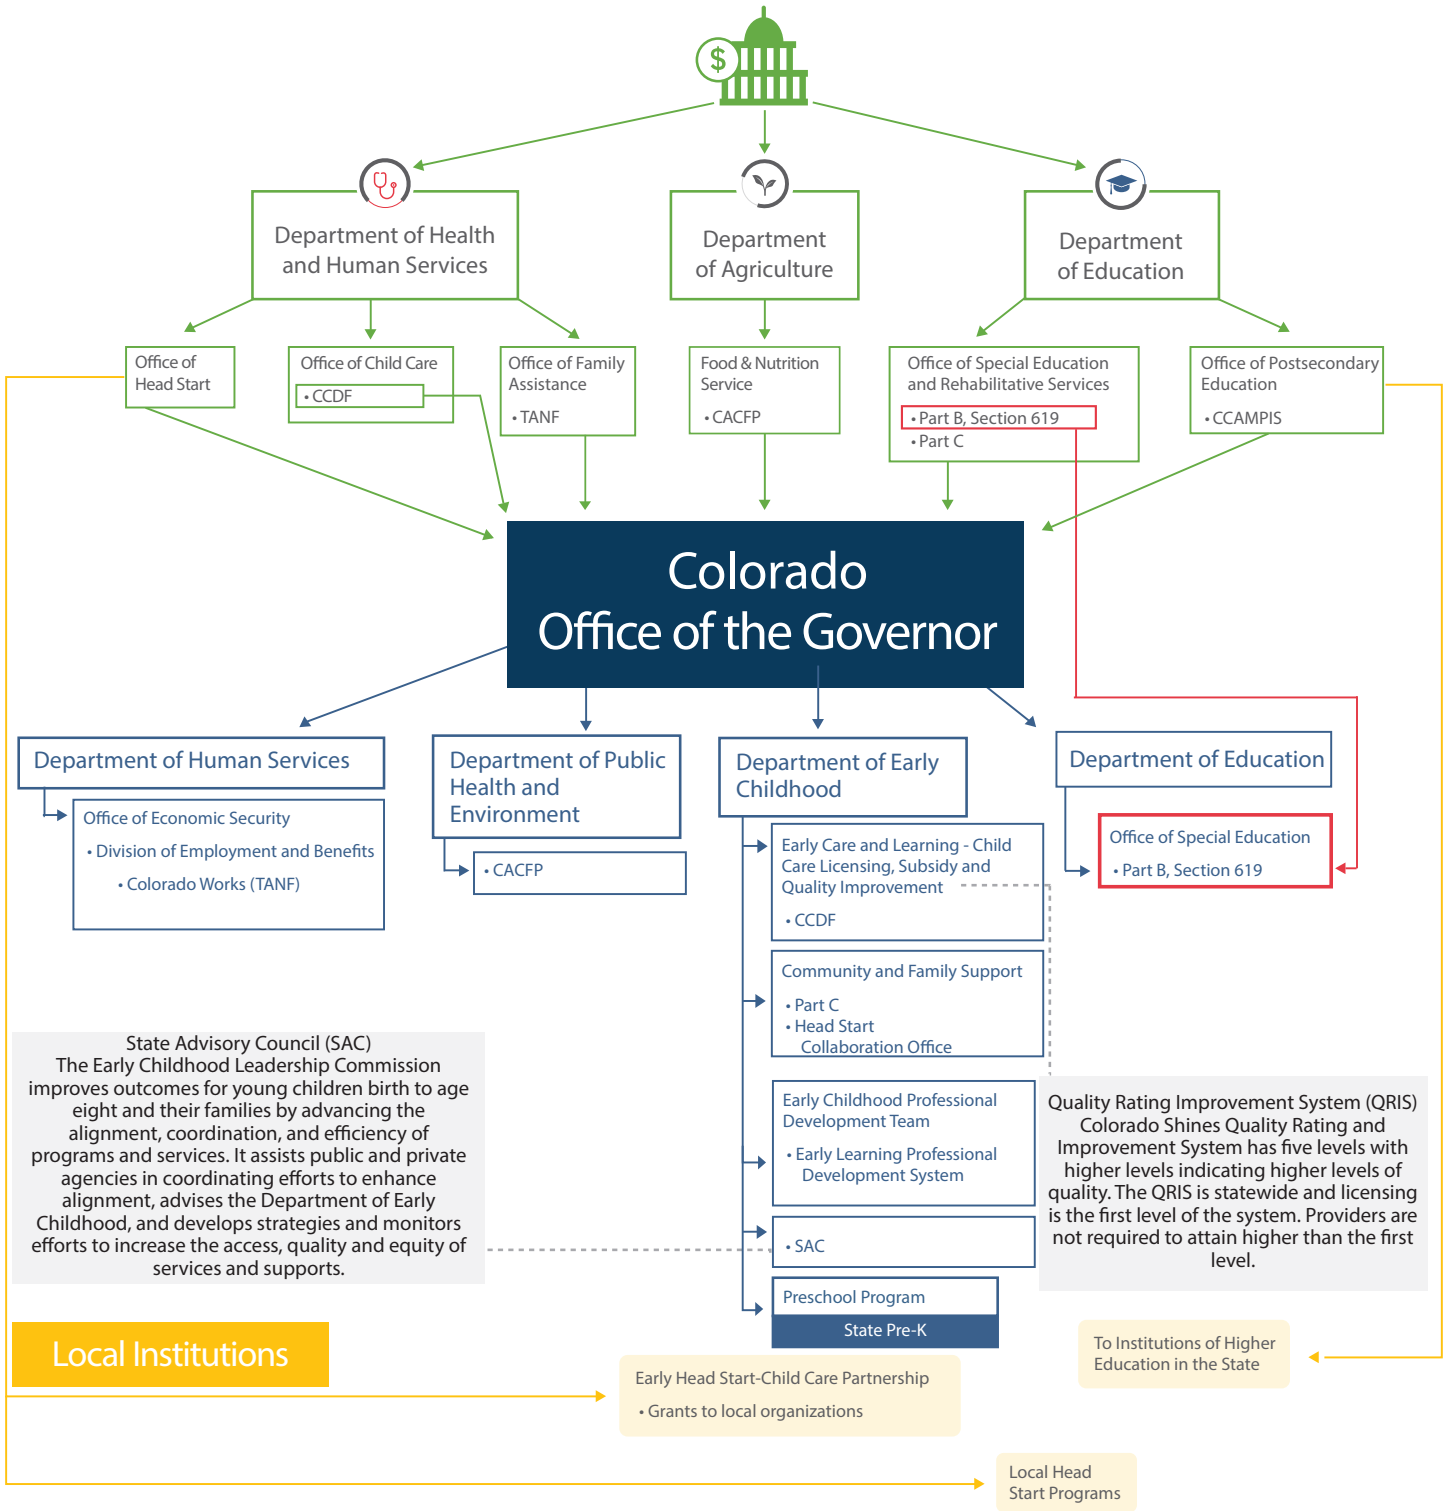 $
Department of Health
and Human Services
Department
of Agriculture
Department
of Education
Office of
Head Start
Office of Child Care
• CCDF
Office of Family
Assistance
• TANF
Food & Nutrition
Service
• CACFP
Office of Special Education
and Rehabilitative Services
• Part B, Section 619
• Part C
Office of Postsecondary
Education
• CCAMPIS
Colorado
Office of the Governor
Department of Human Services
Office of Economic Security
• Division of Employment and Benefits
• Colorado Works (TANF)
Department of Public
Health and
Environment
• CACFP
Department of Early
Childhood
Early Care and Learning - Child
Care Licensing, Subsidy and
Quality Improvement
• CCDF
Community and Family Support
• Part C
• Head Start
Collaboration Office
Early Childhood Professional
Development Team
• Early Learning Professional
Development System
• SAC
Preschool Program
State Pre-K
Department of Education
Office of Special Education
• Part B, Section 619
State Advisory Council (SAC)
The Early Childhood Leadership Commission
improves outcomes for young children birth to age
eight and their families by advancing the
alignment, coordination, and efficiency of
programs and services. It assists public and private
agencies in coordinating efforts to enhance
alignment, advises the Department of Early
Childhood, and develops strategies and monitors
efforts to increase the access, quality and equity of
services and supports.
Quality Rating Improvement System (QRIS)
Colorado Shines Quality Rating and
Improvement System has five levels with
higher levels indicating higher levels of
quality. The QRIS is statewide and licensing
is the first level of the system. Providers are
not required to attain higher than the first
level.
Local Institutions
To Institutions of Higher
Education in the State
Early Head Start-Child Care Partnership
• Grants to local organizations
Local Head
Start Programs